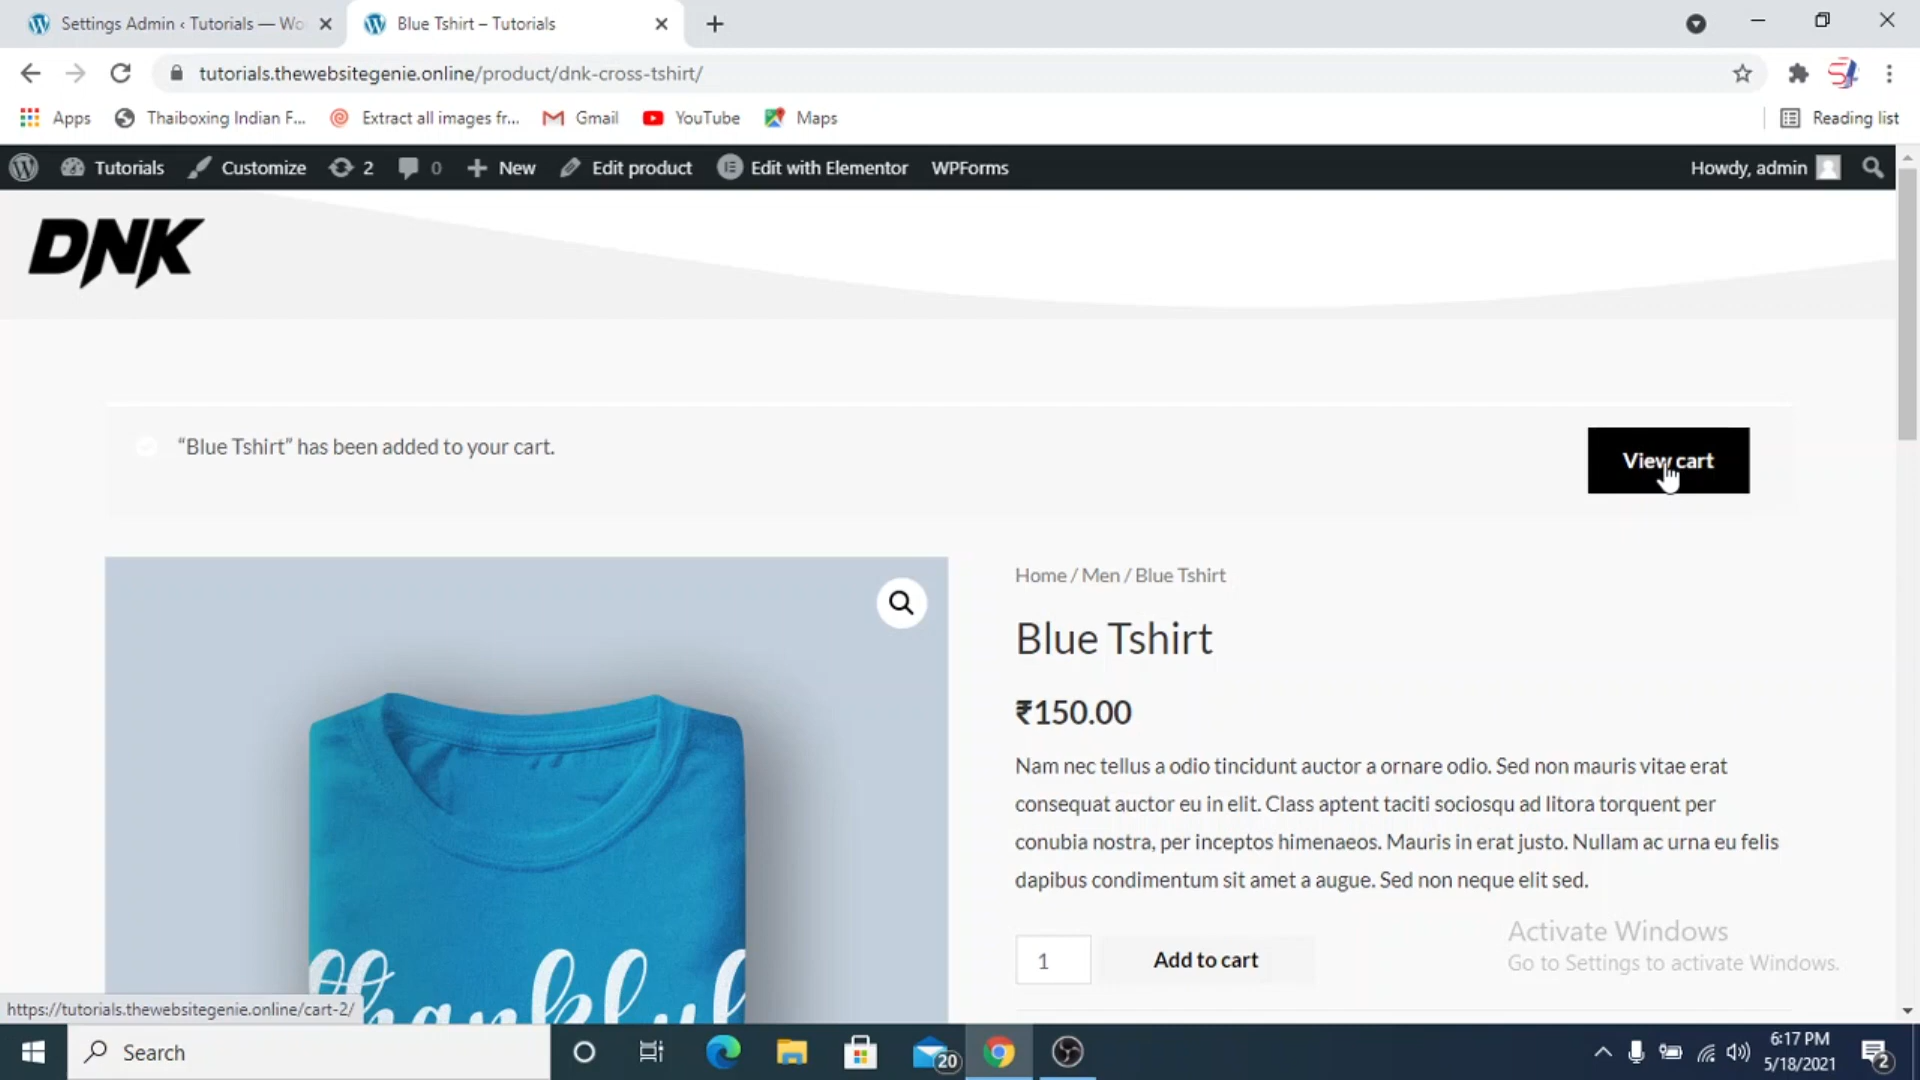 Settings Admin ‹ Tutorials — Wo
Blue Tshirt – Tutorials
tutorials.thewebsitegenie.online/product/dnk-cross-tshirt/
Apps
Thaiboxing Indian F...
Extract all images fr...
Gmail
YouTube
Maps
Reading list
Tutorials
Customize
2
0
New
Edit product
Edit with Elementor
WPForms
Howdy, admin
DNK
“Blue Tshirt” has been added to your cart.
View cart
Home / Men / Blue Tshirt
Blue Tshirt
₹150.00
Nam nec tellus a odio tincidunt auctor a ornare odio. Sed non mauris vitae erat
consequat auctor eu in elit. Class aptent taciti sociosqu ad litora torquent per
conubia nostra, per inceptos himenaeos. Mauris in erat justo. Nullam ac urna eu felis
dapibus condimentum sit amet a augue. Sed non neque elit sed.
1
Add to cart
thankful
Activate Windows
Go to Settings to activate Windows.
https://tutorials.thewebsitegenie.online/cart-2/
Search
20
6:17 PM
5/18/2021
2